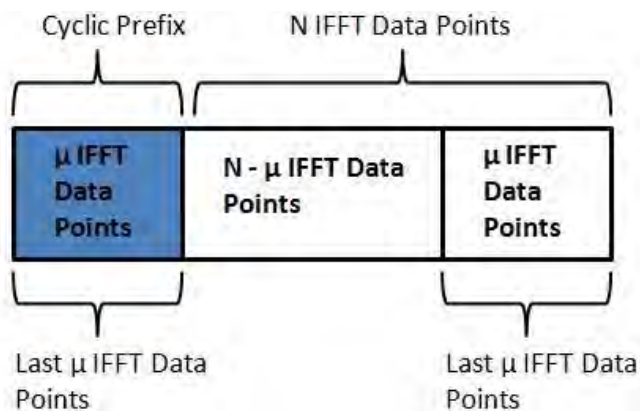 Cyclic Prefix
N IFFT Data Points
μ IFFT
Data
Points
N - μ IFFT Data
Points
μ IFFT
Data
Points
Last μ IFFT Data
Points
Last μ IFFT Data
Points